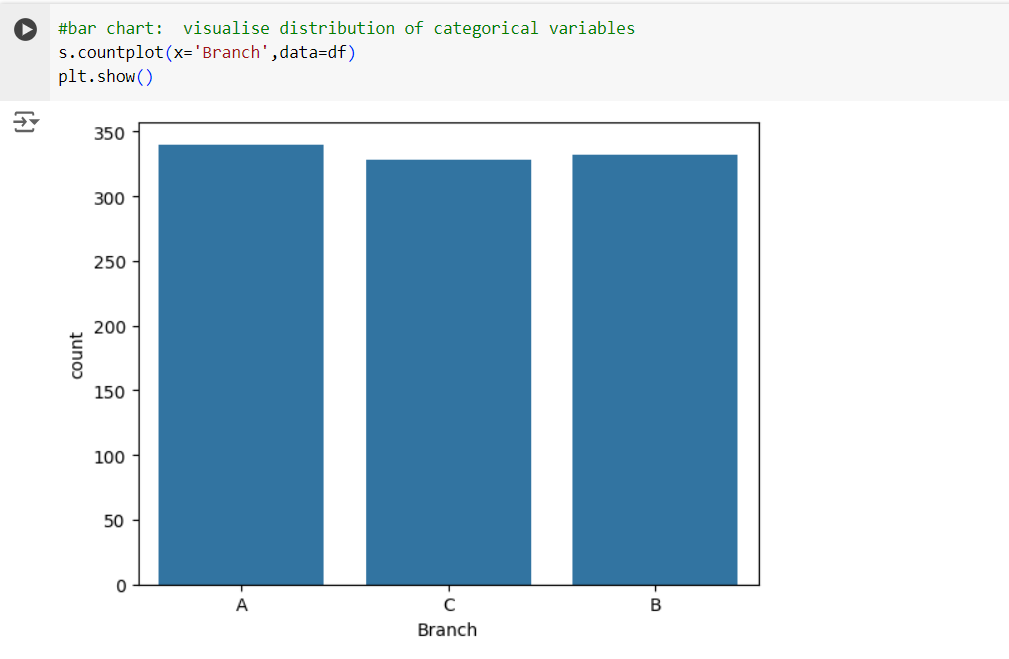 #bar chart:  visualise distribution of categorical variables
s.countplot(x='Branch',data=df)
plt.show()
350
300
250
200
150
100
50
0
count
A C B
Branch